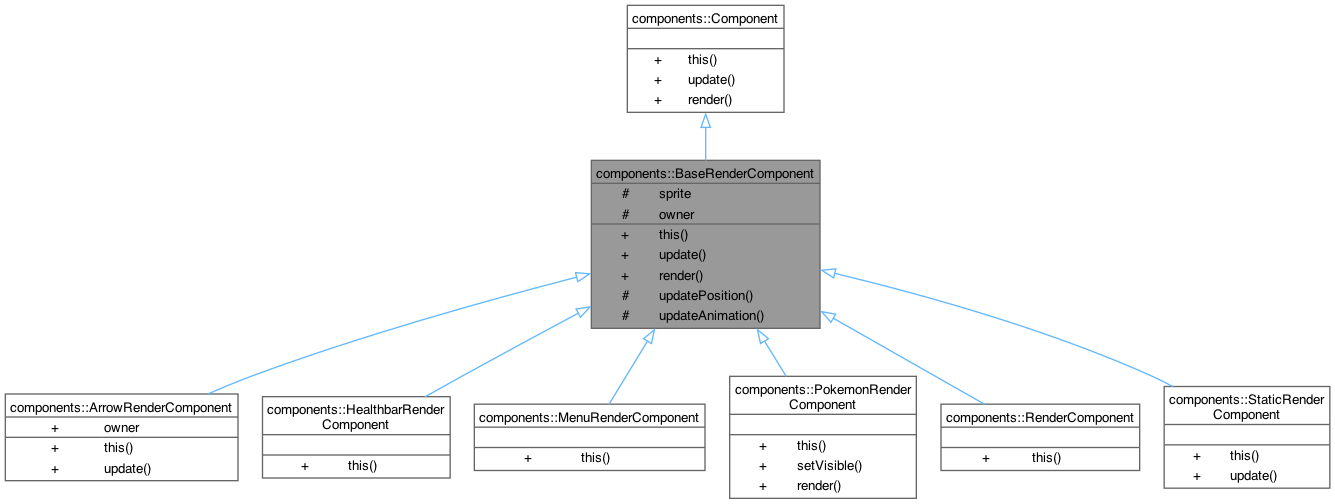 components::Component
+ this()
+ update()
+ render()
components::BaseRenderComponent
# sprite
# owner
+ this()
+ update()
+ render()
# updatePosition()
# updateAnimation()
components::ArrowRenderComponent
+ owner
+ this()
+ update()
components::HealthbarRender
Component
+ this()
components::MenuRenderComponent
+ this()
components::PokemonRender
Component
+ this()
+ setVisible()
+ render()
components::RenderComponent
+ this()
components::StaticRender
Component
+ this()
+ update()